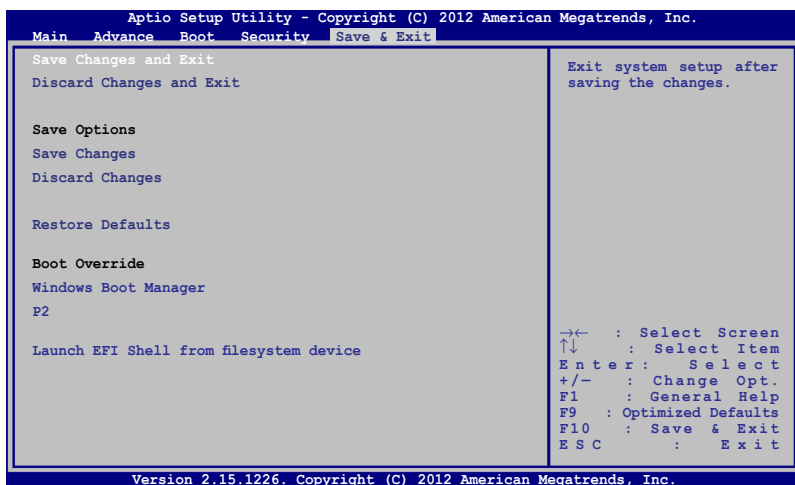 Aptio Setup Utility - Copyright (C) 2012 American Megatrends, Inc.
Main Advance Boot Security Save & Exit
Save Changes and Exit
Discard Changes and Exit
Save Options
Save Changes
Discard Changes
Restore Defaults
Boot Override
Windows Boot Manager
P2
Launch EFI Shell from filesystem device
Exit system setup after
saving the changes.
→← : Select Screen
↑↓ : Select Item
Enter: Select
+/— : Change Opt.
F1 : General Help
F9 : Optimized Defaults
F10 : Save & Exit
ESC : Exit
Version 2.15.1226. Copyright (C) 2012 American Megatrends, Inc.